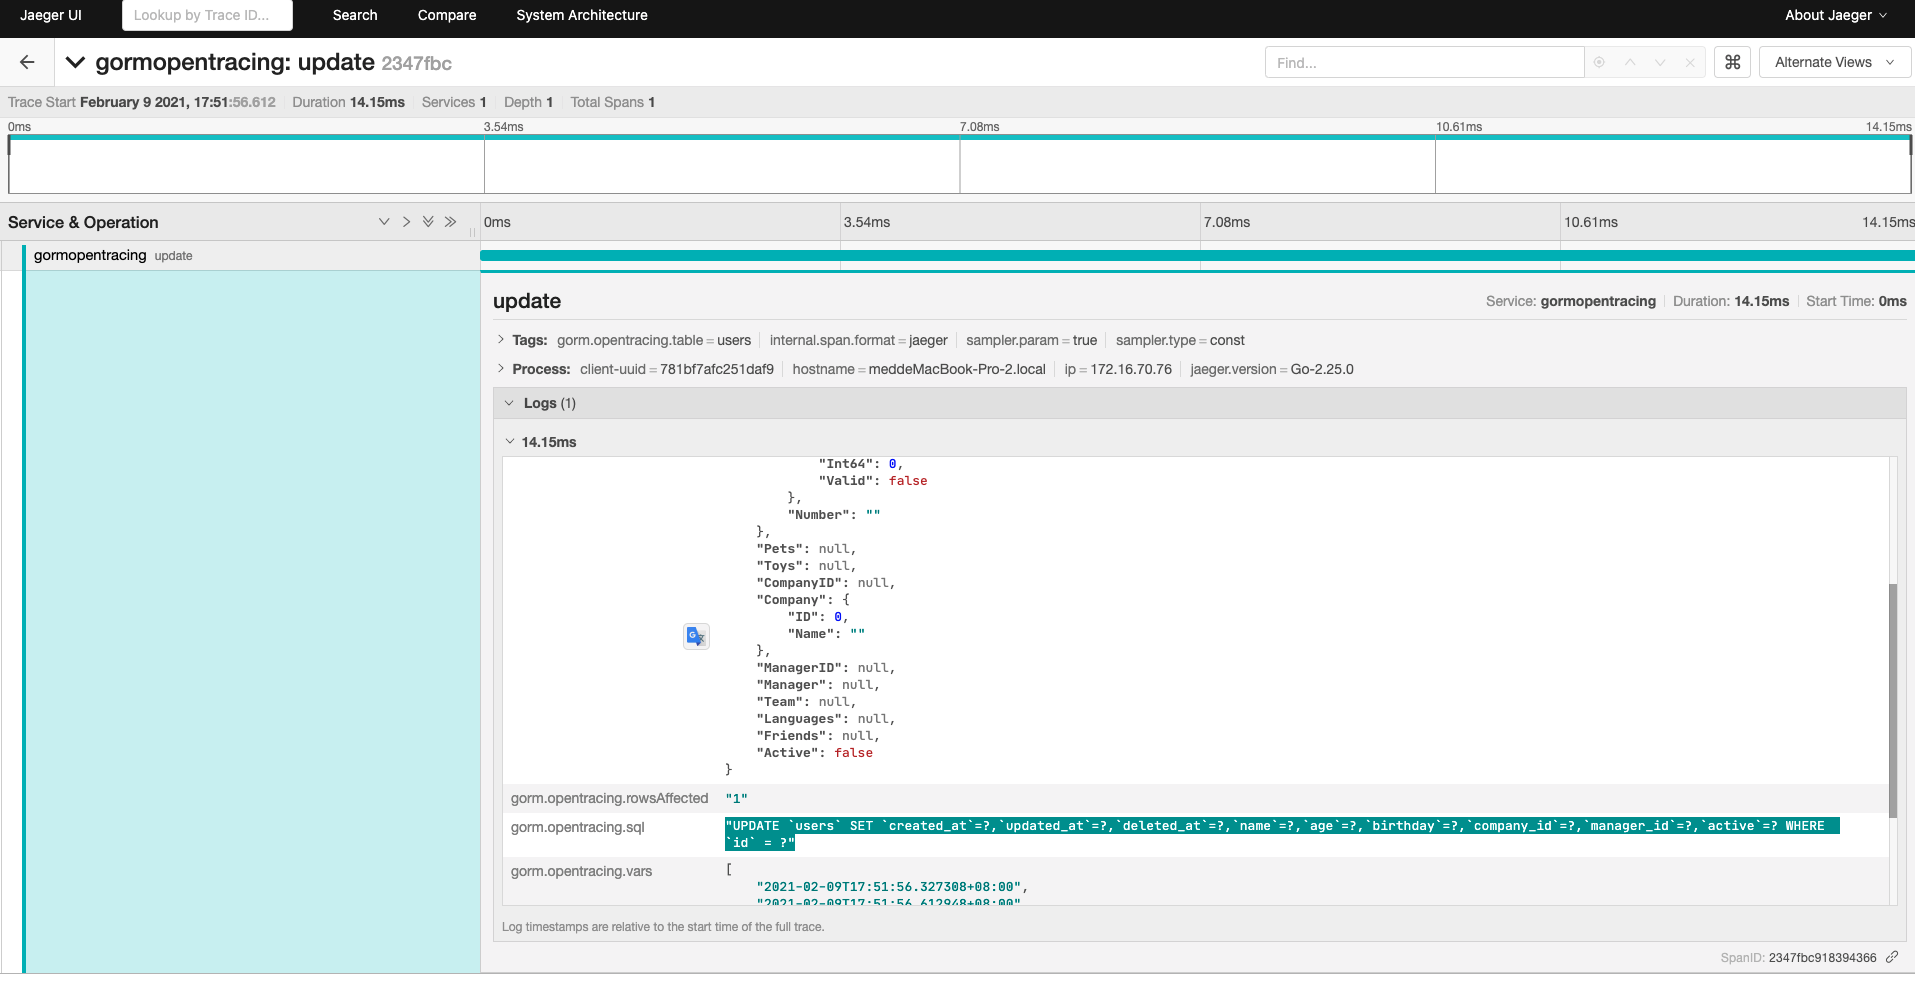 Jaeger UI Lookup by Trace ID... Search Compare System Architecture About Jaeger
gormopentracing: update 2347fbc Find... ⌘ Alternate Views
Trace Start February 9 2021, 17:51:56.612 Duration 14.15ms Services 1 Depth 1 Total Spans 1
0ms 3.54ms 7.08ms 10.61ms 14.15ms
Service & Operation 0ms 3.54ms 7.08ms 10.61ms 14.15ms
gormopentracing update
update Service: gormopentracing Duration: 14.15ms Start Time: 0ms
Tags: gorm.opentracing.table = users internal.span.format = jaeger sampler.param = true sampler.type = const
Process: client-uuid = 781bf7afc251daf9 hostname = meddeMacBook-Pro-2.local ip = 172.16.70.76 jaeger.version = Go-2.25.0
Logs (1)
14.15ms
"Int64": 0,
"Valid": false
},
"Number": ""
},
"Pets": null,
"Toys": null,
"CompanyID": null,
"Company": {
"ID": 0,
"Name": ""
},
"ManagerID": null,
"Manager": null,
"Team": null,
"Languages": null,
"Friends": null,
"Active": false
}
gorm.opentracing.rowsAffected "1"
gorm.opentracing.sql "UPDATE `users` SET `created_at`=?,`updated_at`=?,`deleted_at`=?,`name`=?,`age`=?,`birthday`=?,`company_id`=?,`manager_id`=?,`active`=? WHERE
`id` = ?"
gorm.opentracing.vars [
"2021-02-09T17:51:56.327308+08:00",
"2021-02-09T17:51:56.612948+08:00"
Log timestamps are relative to the start time of the full trace.
SpanID: 2347fbc918394366